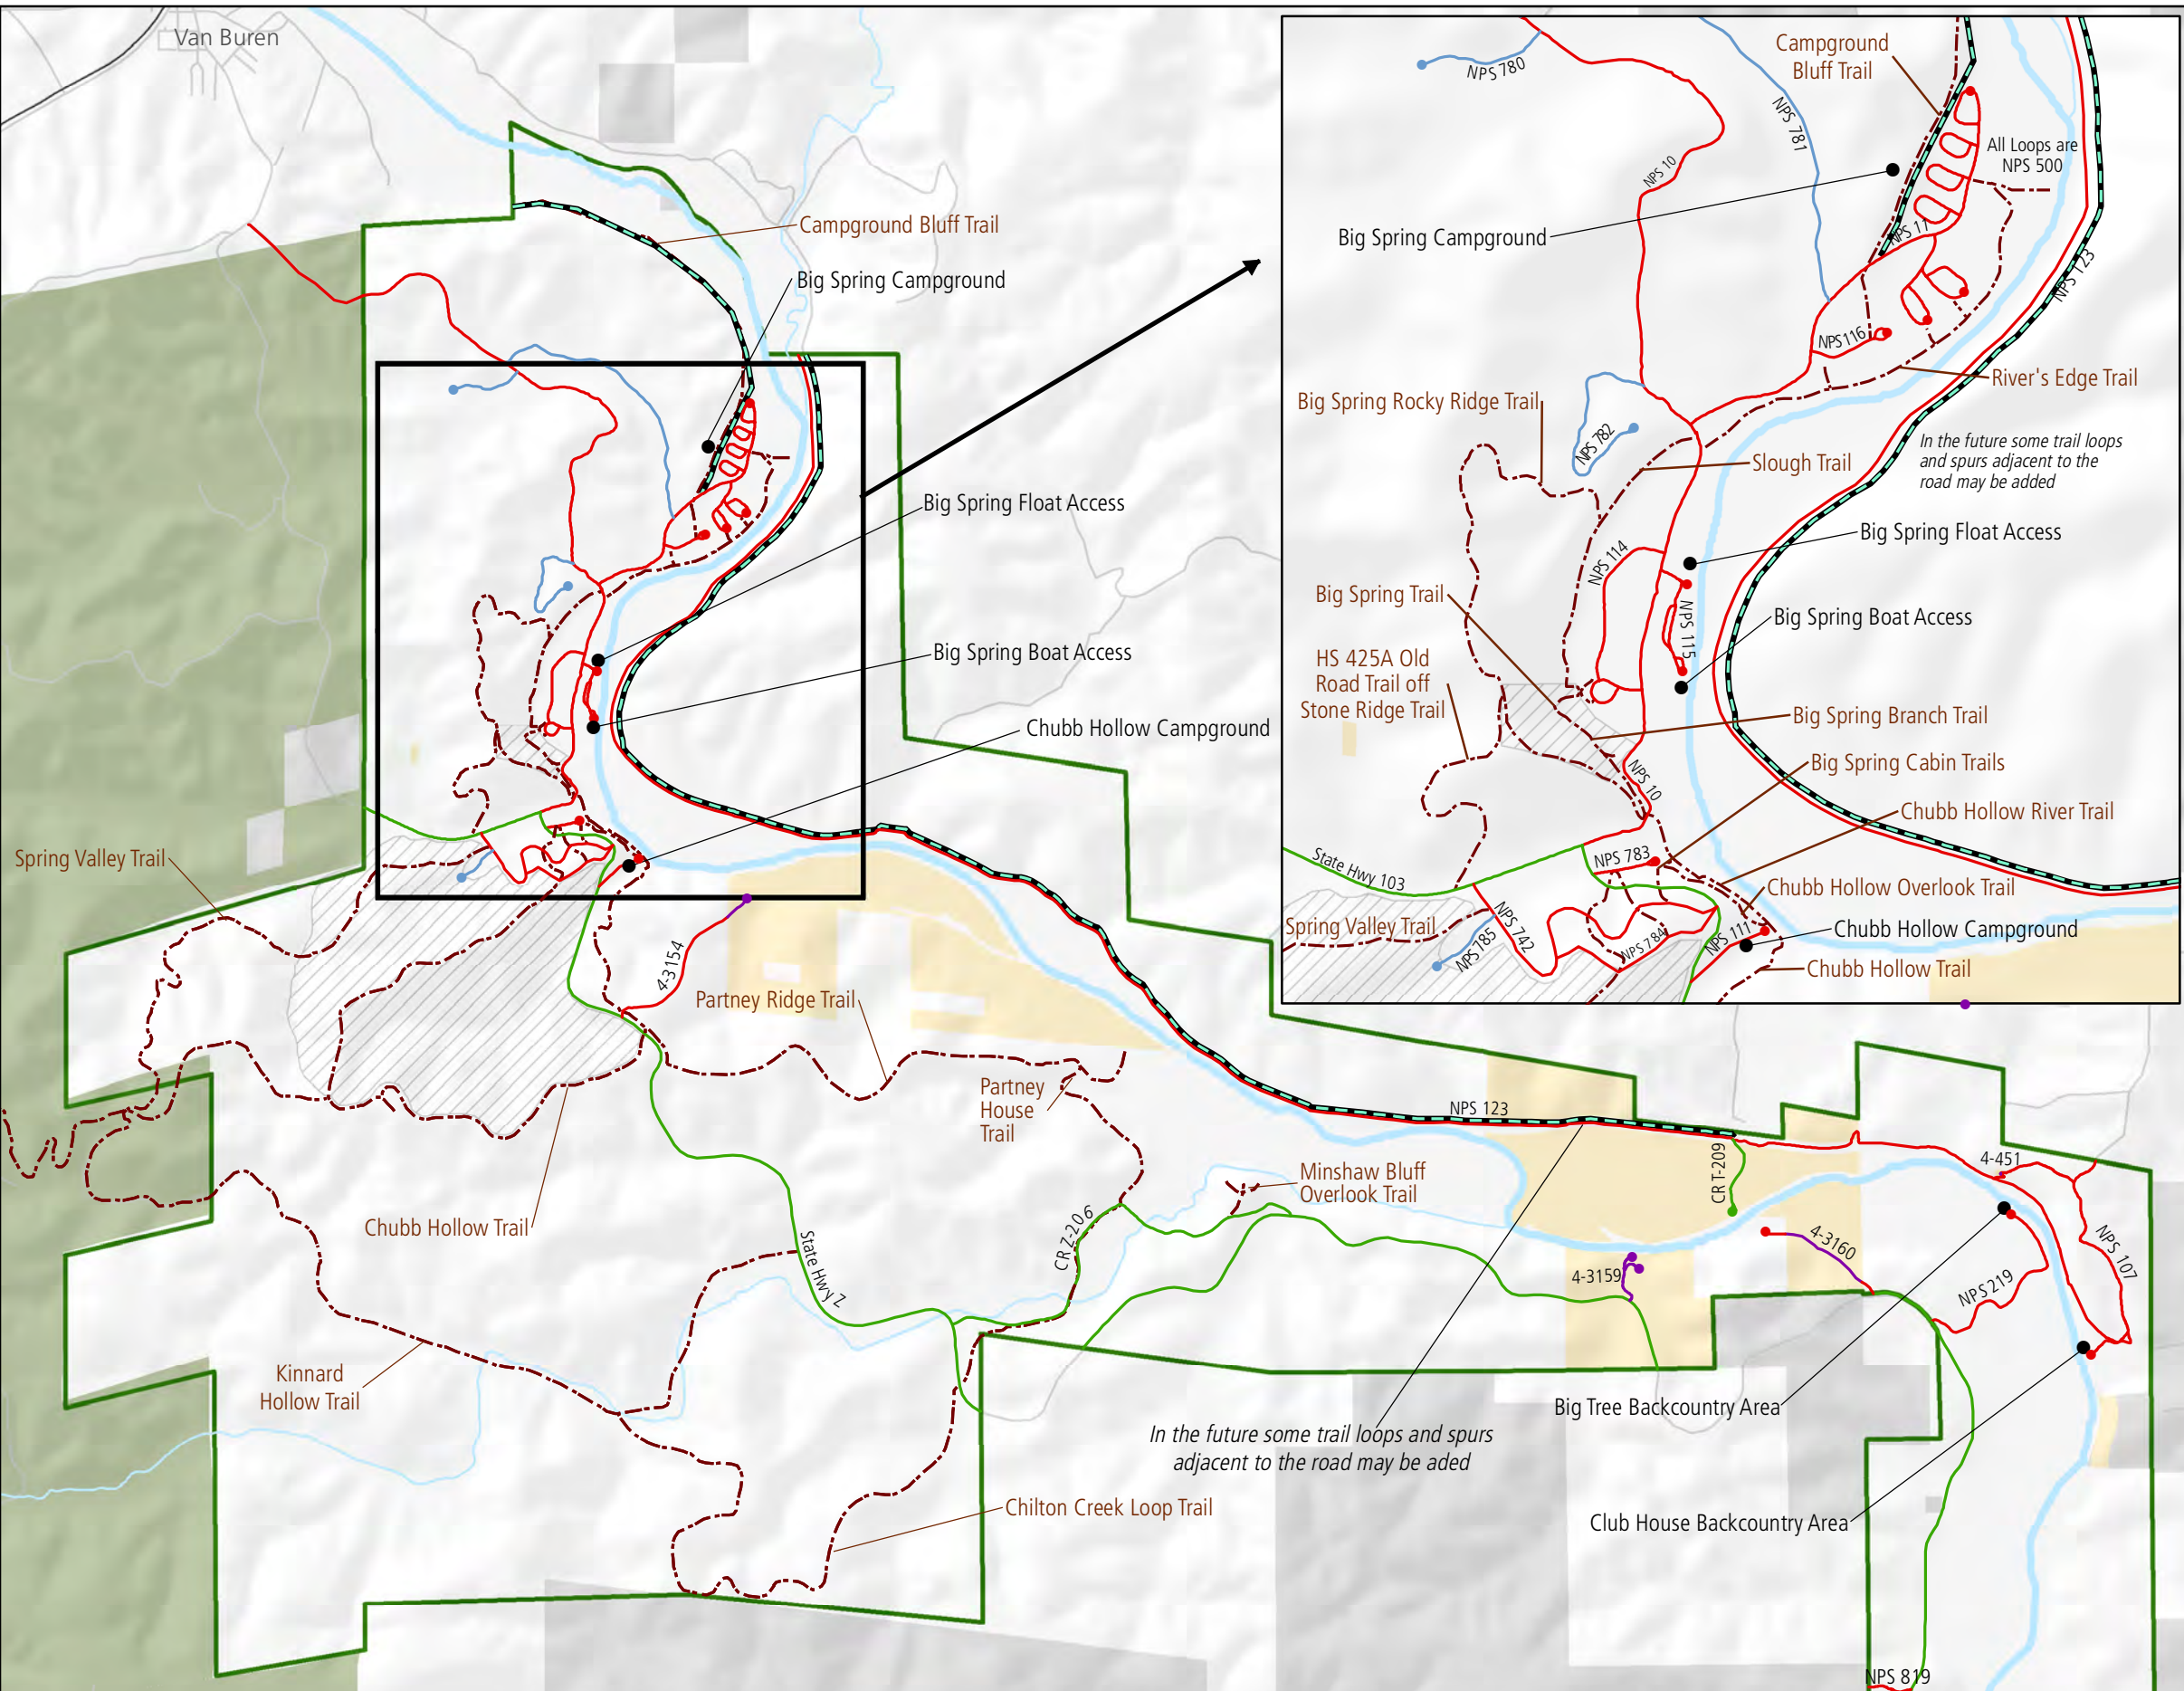 Van Buren
Campground Bluff Trail
Big Spring Campground
Big Spring Float Access
Big Spring Boat Access
Chubb Hollow Campground
Spring Valley Trail
4-3154
Partney Ridge Trail
Partney
House
Trail
NPS 123
Minshaw Bluff
Overlook Trail
CR T-209
4-451
Chubb Hollow Trail
State Hwy Z
CR Z-206
4-3159
4-3160
NPS 107
NPS 219
Kinnard
Hollow Trail
Big Tree Backcountry Area
In the future some trail loops and spurs
adjacent to the road may be aded
Chilton Creek Loop Trail
Club House Backcountry Area
NPS 819
Campground
Bluff Trail
NPS 780
NPS 781
NPS 10
All Loops are
NPS 500
Big Spring Campground
NPS 11
NPS 123
NPS116
River's Edge Trail
Big Spring Rocky Ridge Trail
NPS 782
In the future some trail loops
and spurs adjacent to the
road may be added
Slough Trail
Big Spring Float Access
NPS 114
Big Spring Trail
NPS 115
Big Spring Boat Access
HS 425A Old
Road Trail off
Stone Ridge Trail
Big Spring Branch Trail
Big Spring Cabin Trails
NPS 10
Chubb Hollow River Trail
State Hwy 103
NPS 783
Chubb Hollow Overlook Trail
Spring Valley Trail
NPS 742
NPS 785
NPS 784
NPS 111
Chubb Hollow Campground
Chubb Hollow Trail